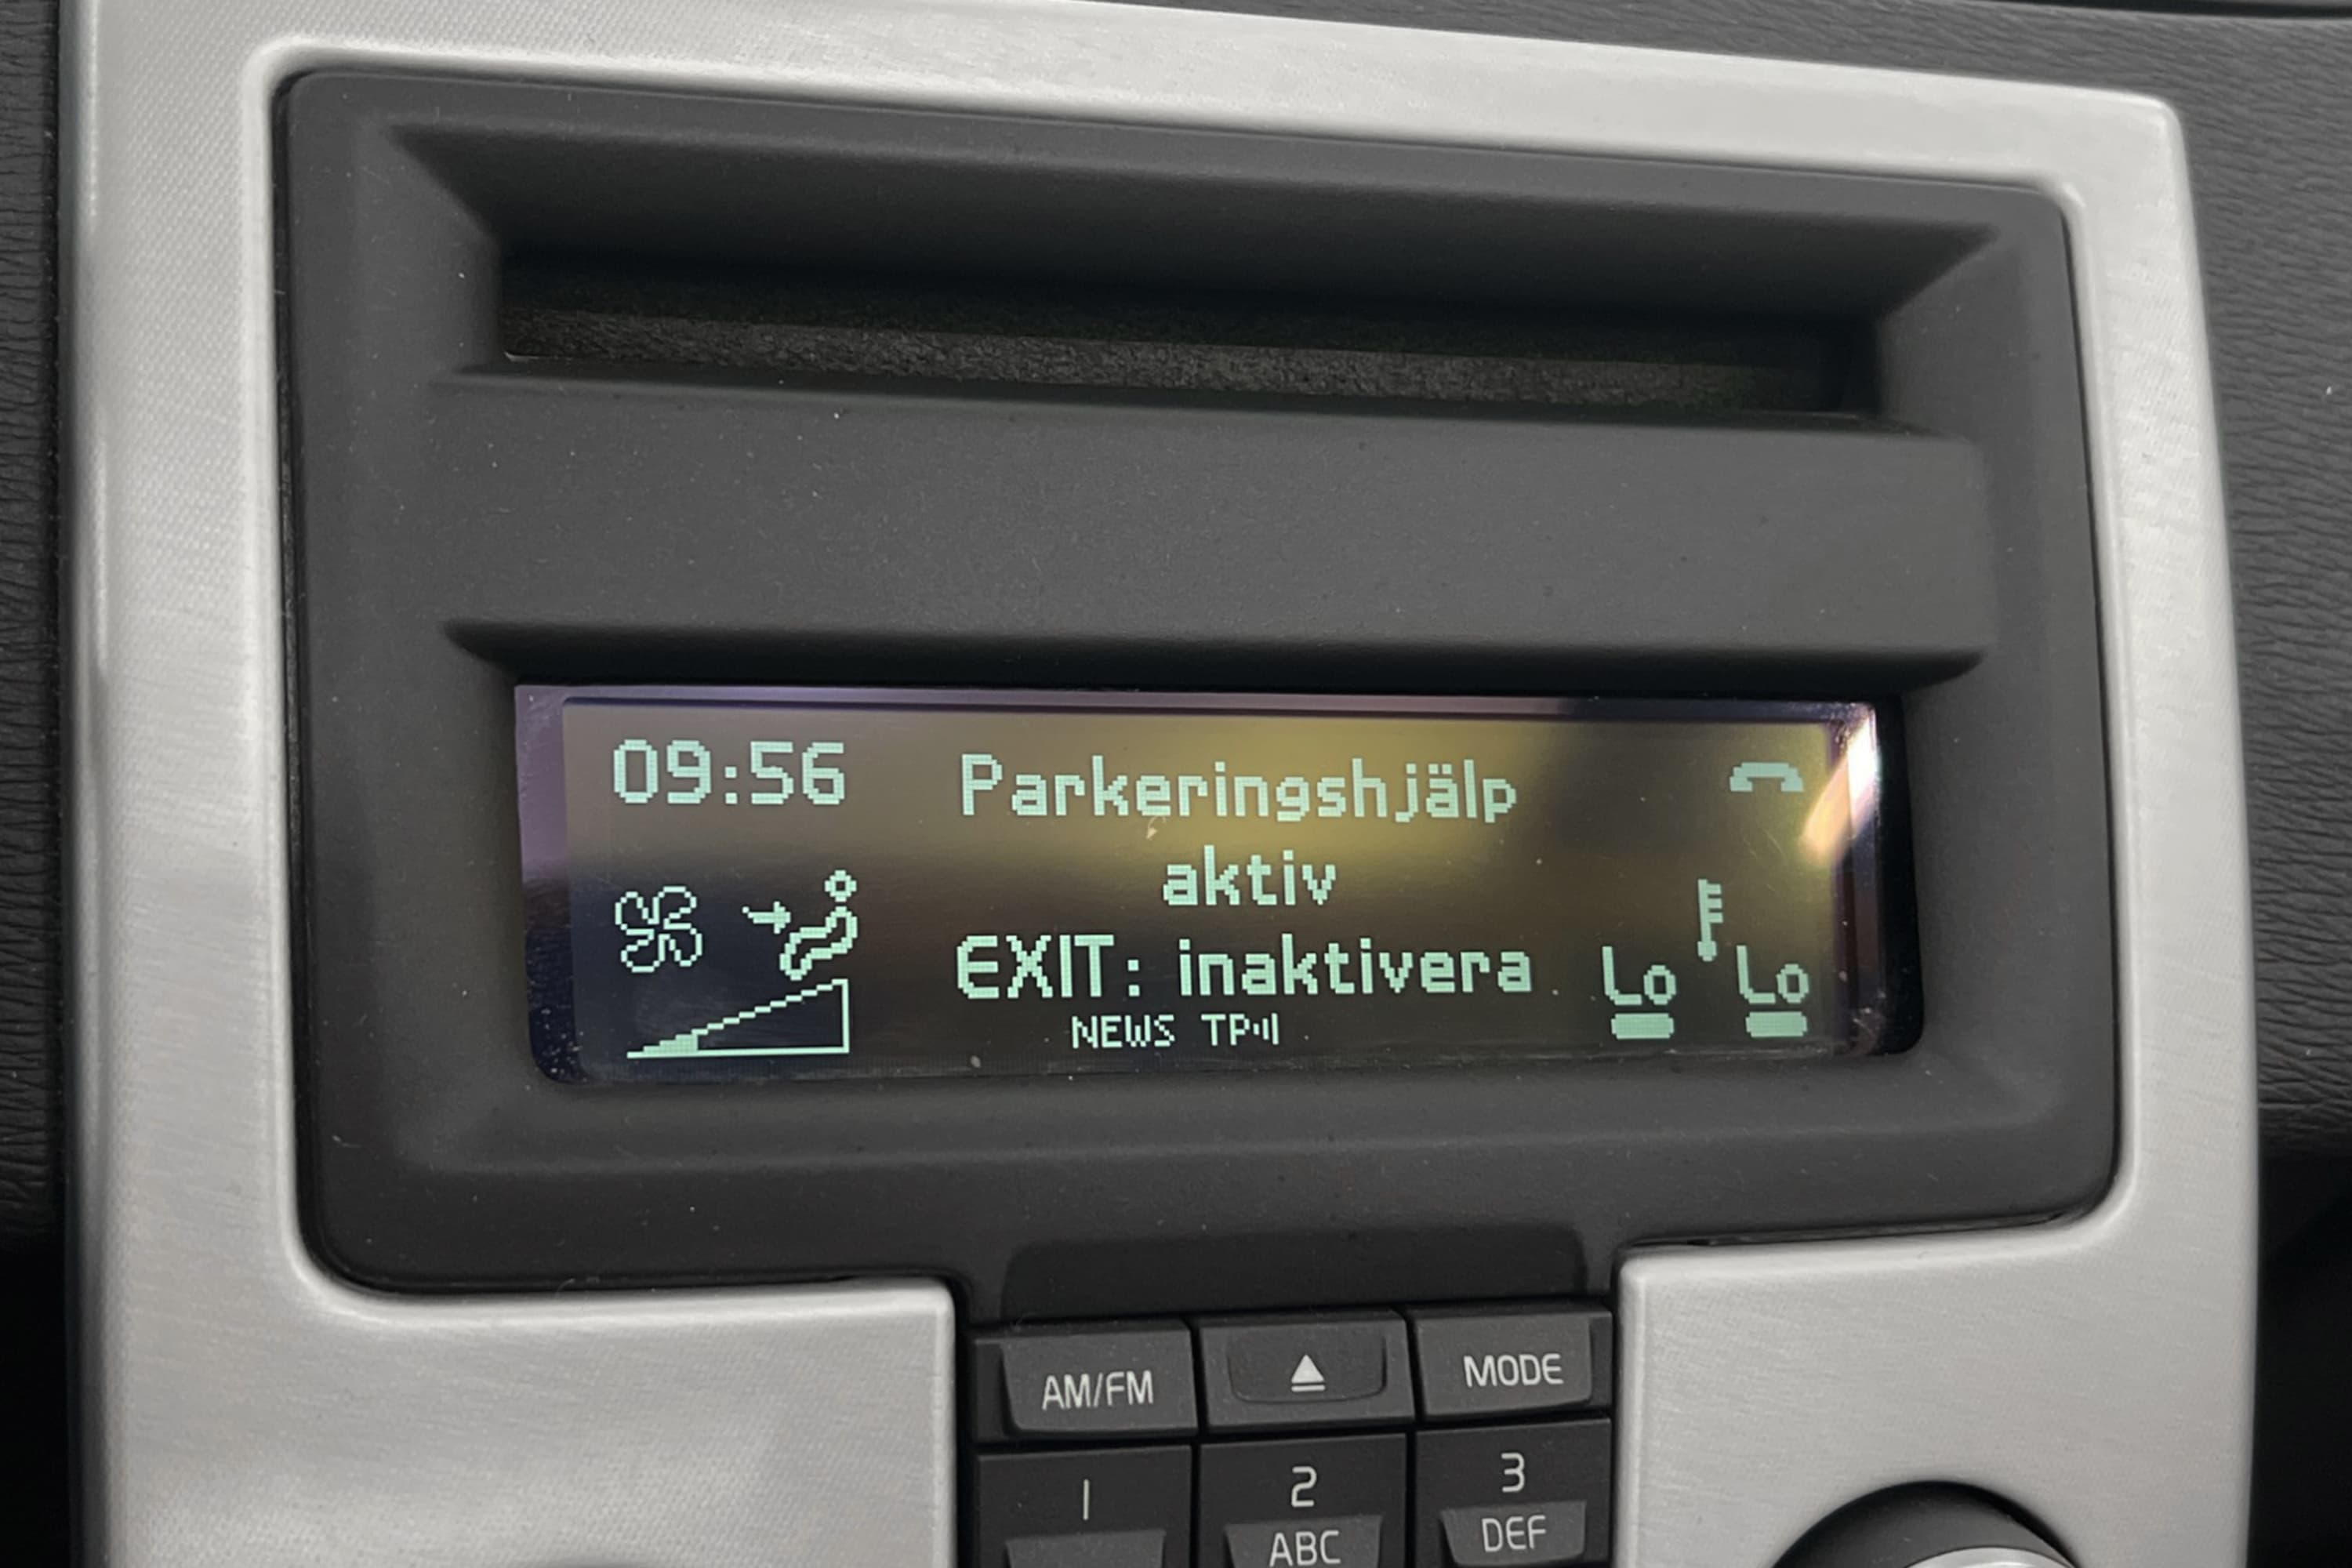 09:56
Parkeringshjälp
aktiv
EXIT: inaktivera
Lo Lo
NEWS TP
AM/FM
MODE
1 2 3
ABC DEF